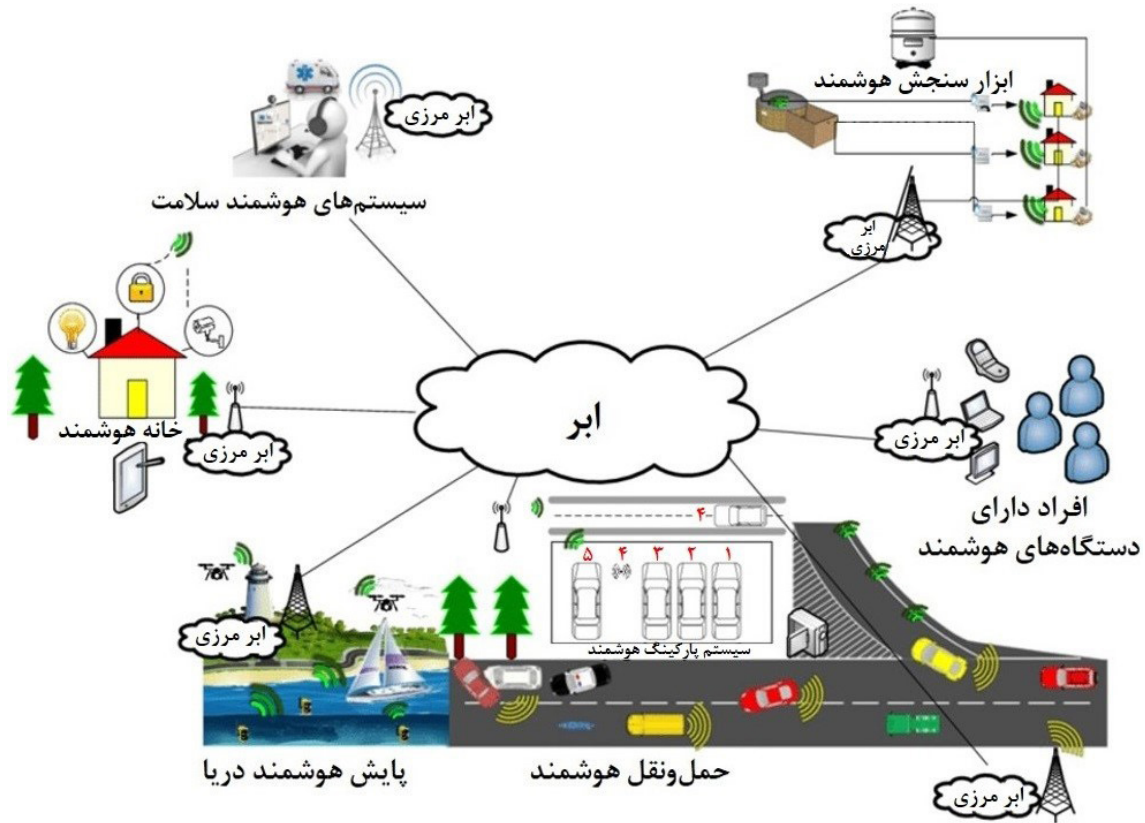 ابزار سنجش هوشمند
ابر مرزی
سیستم‌های هوشمند سلامت
ابر
مرزی
ابر
خانه هوشمند
ابر مرزی
ابر مرزی
افراد دارای
دستگاه‌های هوشمند
۴
۵ ۴ ۳ ۲ ۱
سیستم پارکینگ هوشمند
ابر مرزی
پایش هوشمند دریا
حمل‌ونقل هوشمند
ابر مرزی